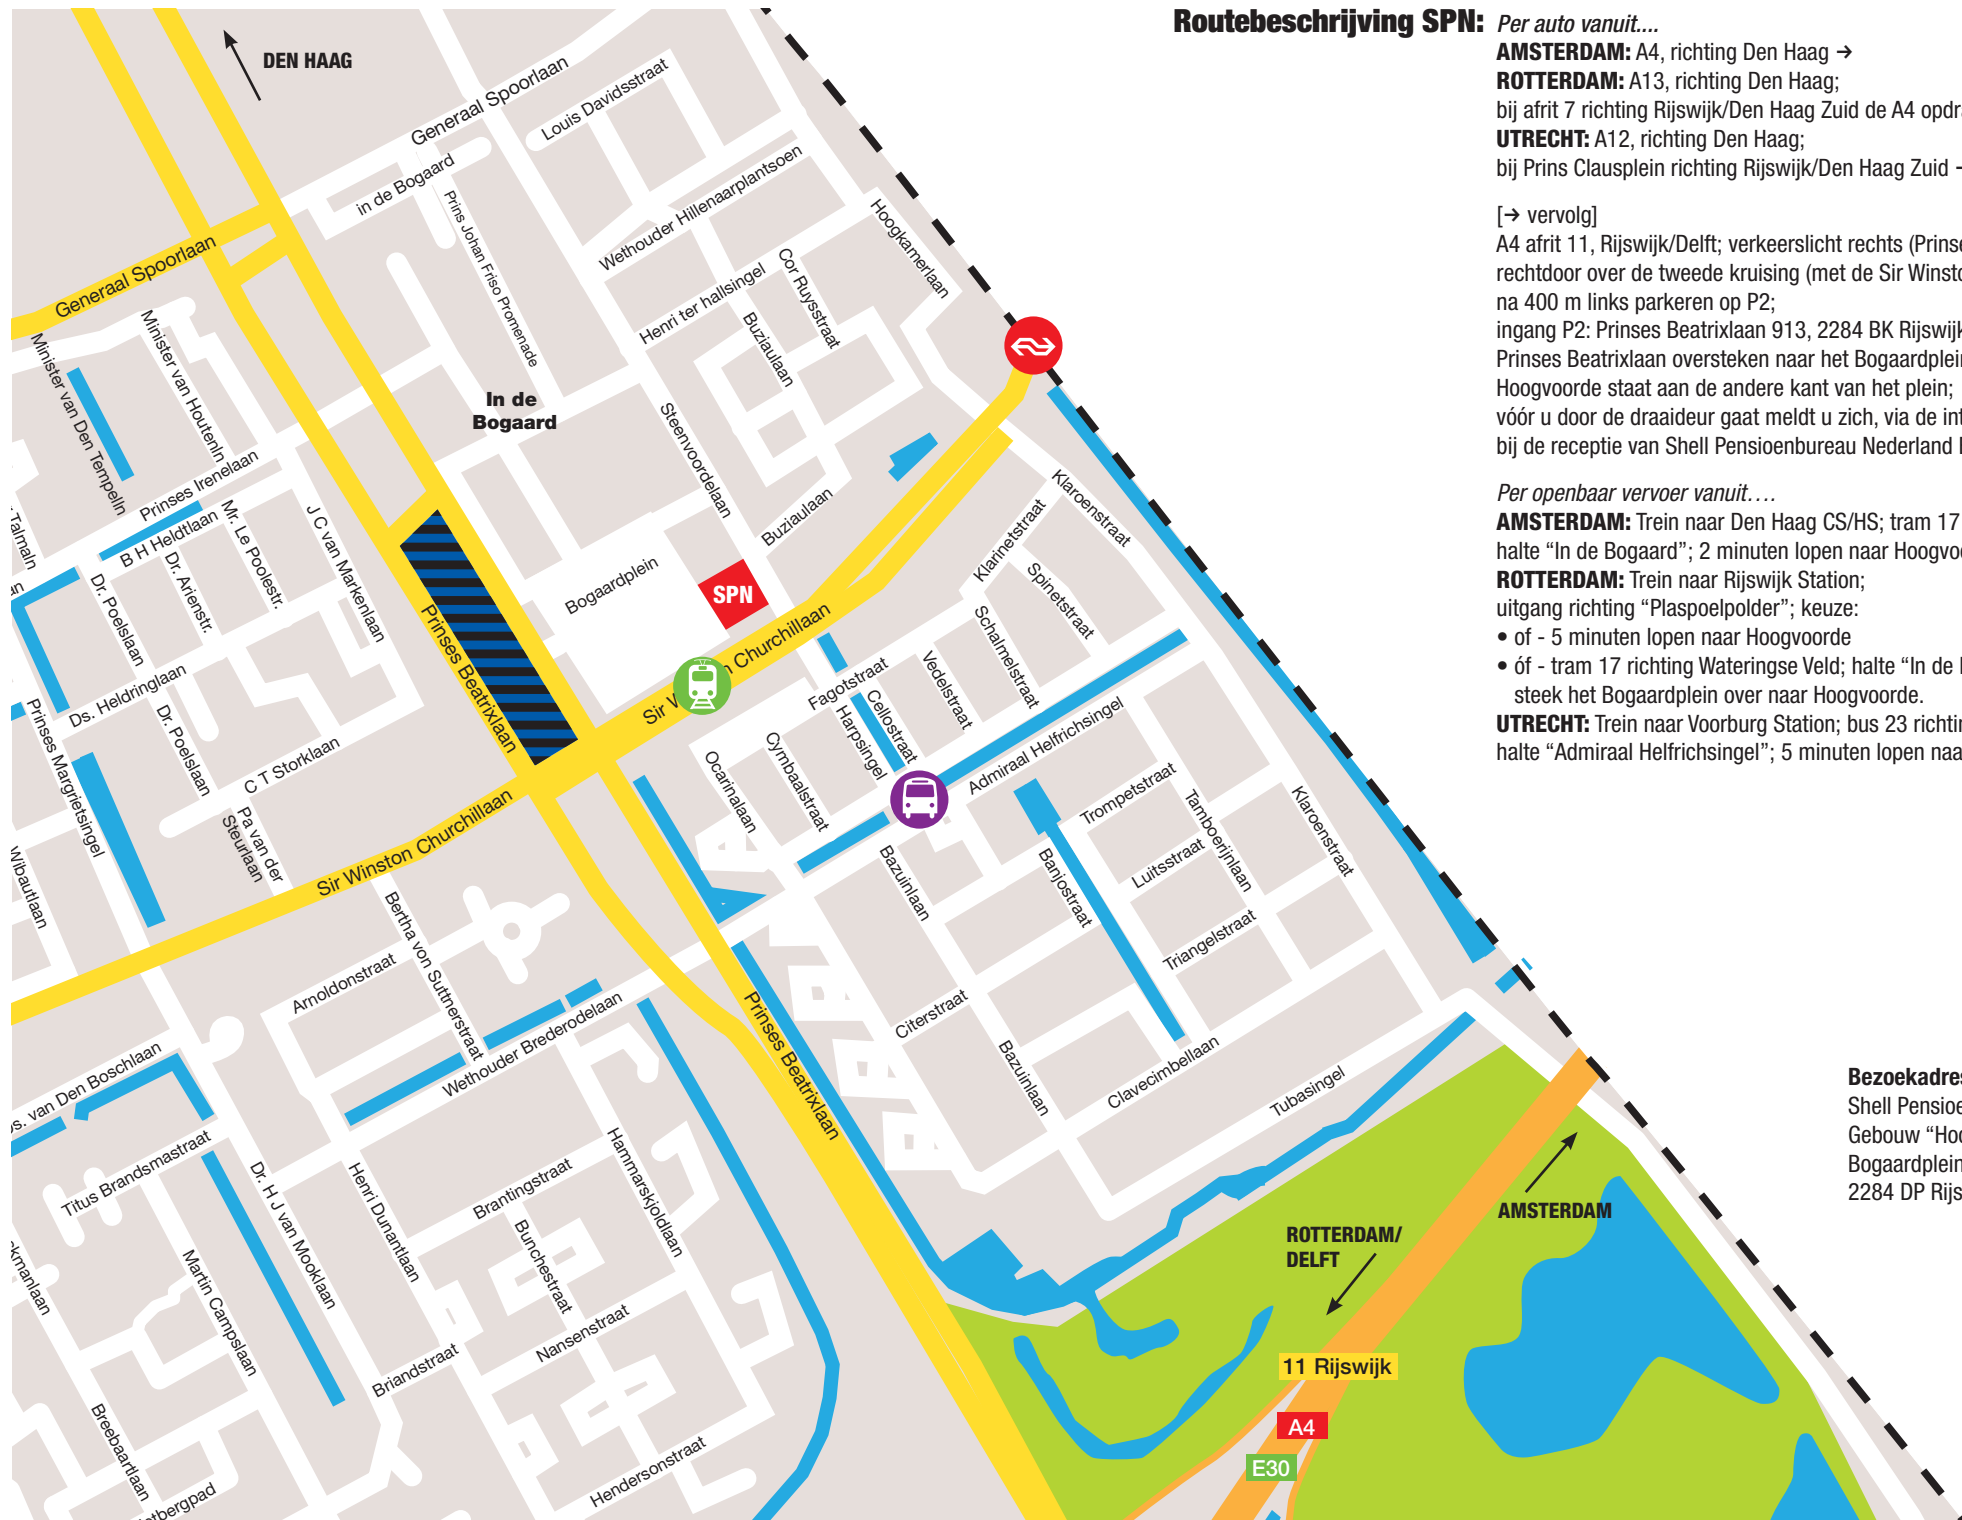 Routebeschrijving SPN:
Per auto vanuit....
AMSTERDAM: A4, richting Den Haag →
ROTTERDAM: A13, richting Den Haag;
bij afrit 7 richting Rijswijk/Den Haag Zuid de A4
UTRECHT: A12, richting Den Haag;
bij Prins Clausplein richting Rijswijk/Den Haag Zuid
[→ vervolg]
A4 afrit 11, Rijswijk/Delft; verkeerslicht rechts
rechtdoor over de tweede kruising (met de Sir
na 400 m links parkeren op P2;
ingang P2: Prinses Beatrixlaan 913, 2284 BK
Prinses Beatrixlaan oversteken naar het
Hoogvoorde staat aan de andere kant van het plein;
vóór u door de draaideur gaat meldt u zich, via de
bij de receptie van Shell Pensioenbureau Nederland
Per openbaar vervoer vanuit….
AMSTERDAM: Trein naar Den Haag CS/HS; tram 17
halte “In de Bogaard”; 2 minuten lopen naar
ROTTERDAM: Trein naar Rijswijk Station;
uitgang richting “Plaspoelpolder”; keuze:
• of - 5 minuten lopen naar Hoogvoorde
• óf - tram 17 richting Wateringse Veld; halte “In de
steek het Bogaardplein over naar Hoogvoorde.
UTRECHT: Trein naar Voorburg Station; bus 23
halte “Admiraal Helfrichsingel”; 5 minuten lopen
Shell
Gebouw
Bogaardplein
2284 DP
DEN HAAG
Generaal Spoorlaan
Louis Davidsstraat
in de Bogaard
Prins Johan Friso Promenade
Wethouder Hillenaarplantsoen
Hoogkamerlaan
Generaal Spoorlaan
Cor Ruysstraat
Henri ter hallsingel
Buziaulaan
Minister van Houtenln
Minister van Den Tempelln
In de
Bogaard
Steenvoordelaan
Prinses Irenelaan
Buziaulaan
Klaroenstraat
Klarinetstraat
Spinetstraat
Talmaln
B H Heldtlaan
Mr. Le Poolestr.
J C van Markenlaan
Dr. Arienstr.
Dr. Poelslaan
Bogaardplein
SPN
Prinses Beatrixlaan
Sir Churchillaan
Schalmelstraat
Vedelstraat
Fagotstraat
Cellostraat
Harpsingel
Ds. Heldringlaan
Dr. Poelslaan
Prinses Margrietsingel
C T Storklaan
Pa van der
Steurlaan
Sir Winston Churchillaan
Ocarinalaan
Cymbaalstraat
Admiraal Helfrichsingel
Trompetstraat
Tamboerijnlaan
Klaroenstraat
Luitsstraat
Banjostraat
Bazuinlaan
Wibautlaan
Bertha von Suttnerstraat
Arnoldonstraat
Triangelstraat
Citerstraat
Prinses Beatrixlaan
Wethouder Brederodelaan
Bazuinlaan
Clavecimbellaan
Tubasingel
van Den Boschlaan
Titus Brandsmastraat
Dr. H J van Mooklaan
Henri Dunantlaan
Hammarskjoldlaan
Brantingstraat
Bunchestraat
Nansenstraat
Briandstraat
Martin Campslaan
Breebaartlaan
Hendersonstraat
AMSTERDAM
ROTTERDAM/
DELFT
11 Rijswijk
A4
E30